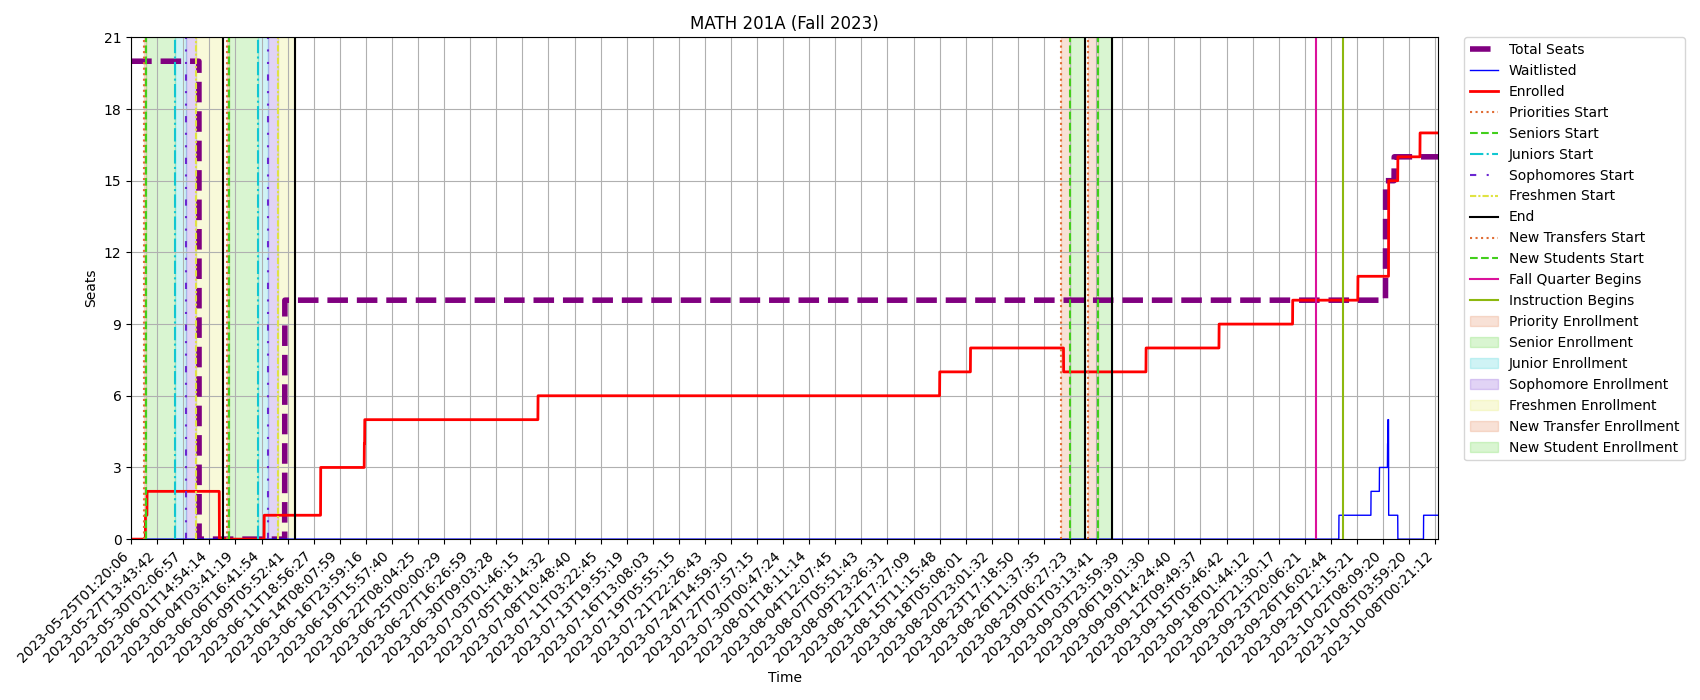 MATH 201A (Fall 2023)
Seats
21
18
15
12
9
6
3
0
2023-05-25T01:20:06
2023-05-27T13:43:42
2023-05-30T02:06:57
2023-06-01T14:54:14
2023-06-04T03:41:19
2023-06-06T16:41:54
2023-06-09T05:52:41
2023-06-11T18:56:27
2023-06-14T08:07:59
2023-06-16T23:59:16
2023-06-19T15:57:40
2023-06-22T08:04:25
2023-06-25T00:00:29
2023-06-27T16:26:59
2023-06-30T09:03:28
2023-07-03T01:46:15
2023-07-05T18:14:32
2023-07-08T10:48:40
2023-07-11T03:22:45
2023-07-13T19:55:19
2023-07-16T13:08:03
2023-07-19T05:55:15
2023-07-21T22:26:43
2023-07-24T14:59:30
2023-07-27T07:57:15
2023-07-30T00:47:24
2023-08-01T18:11:14
2023-08-04T12:07:45
2023-08-07T05:51:43
2023-08-09T23:26:31
2023-08-12T17:27:09
2023-08-15T11:15:48
2023-08-18T05:08:01
2023-08-20T23:01:32
2023-08-23T17:18:50
2023-08-26T11:37:35
2023-08-29T06:27:23
2023-09-01T03:13:41
2023-09-03T23:59:39
2023-09-06T19:01:30
2023-09-09T14:24:40
2023-09-12T09:49:37
2023-09-15T05:46:42
2023-09-18T01:44:12
2023-09-20T21:30:17
2023-09-23T20:06:21
2023-09-26T16:02:44
2023-09-29T12:15:21
2023-10-02T08:09:20
2023-10-05T03:59:20
2023-10-08T00:21:12
Time
Total Seats
Waitlisted
Enrolled
Priorities Start
Seniors Start
Juniors Start
Sophomores Start
Freshmen Start
End
New Transfers Start
New Students Start
Fall Quarter Begins
Instruction Begins
Priority Enrollment
Senior Enrollment
Junior Enrollment
Sophomore Enrollment
Freshmen Enrollment
New Transfer Enrollment
New Student Enrollment